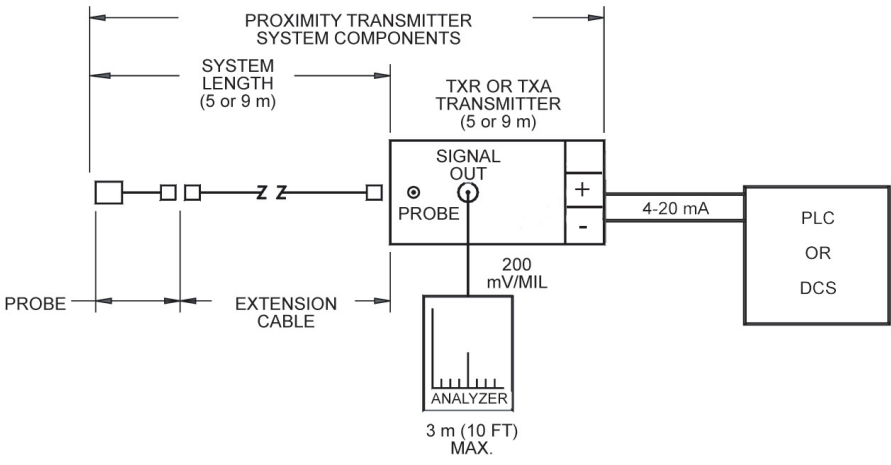 PROXIMITY TRANSMITTER
SYSTEM COMPONENTS
SYSTEM
LENGTH
(5 or 9 m)
TXR OR TXA
TRANSMITTER
(5 or 9 m)
SIGNAL
OUT
PROBE
+
-
4-20 mA
PLC
OR
DCS
200
mV/MIL
PROBE
EXTENSION
CABLE
ANALYZER
3 m (10 FT)
MAX.